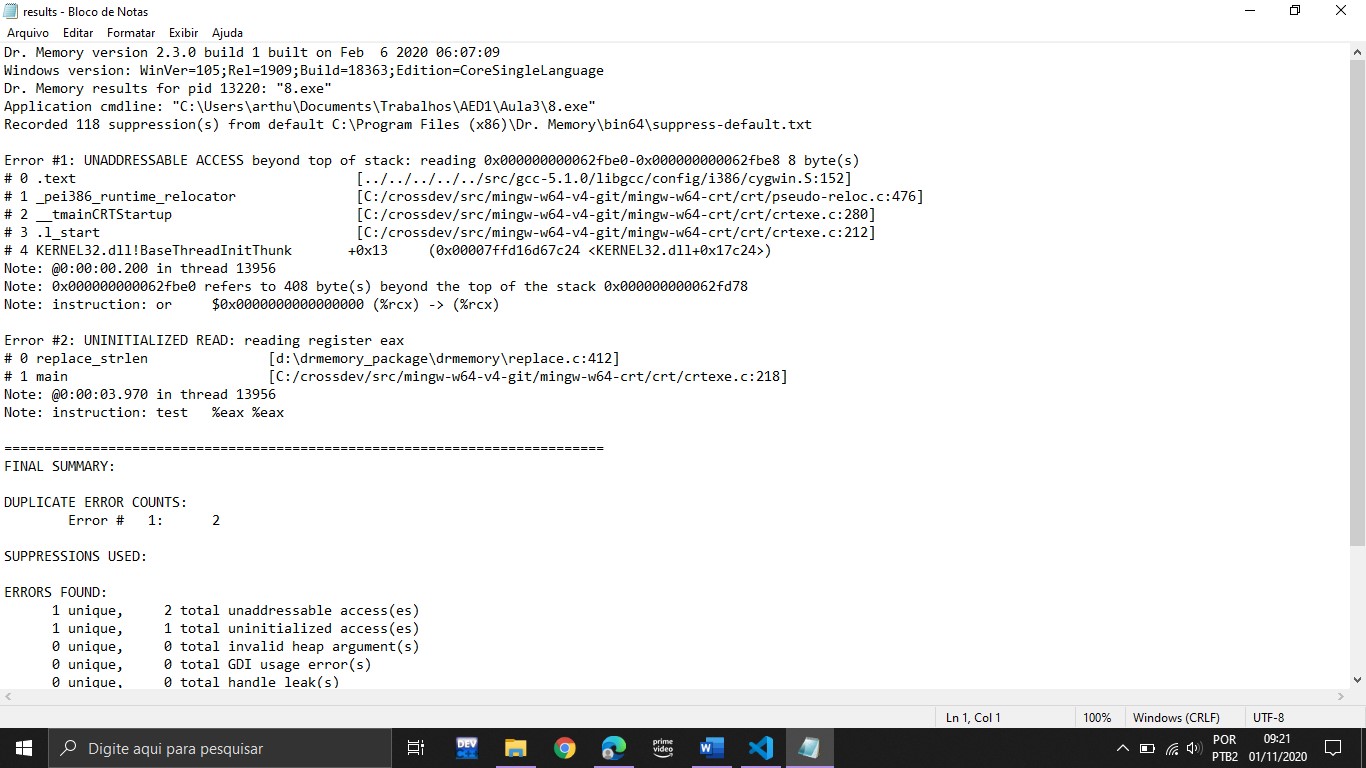 results - Bloco de Notas
Arquivo Editar Formatar Exibir Ajuda
Dr. Memory version 2.3.0 build 1 built on Feb  6 2020 06:07:09
Windows version: WinVer=105;Rel=1909;Build=18363;Edition=CoreSingleLanguage
Dr. Memory results for pid 13220: "8.exe"
Application cmdline: "C:\Users\arthu\Documents\Trabalhos\AED1\Aula3\8.exe"
Recorded 118 suppression(s) from default C:\Program Files (x86)\Dr. Memory\bin64\suppress-default.txt
Error #1: UNADDRESSABLE ACCESS beyond top of stack: reading 0x000000000062fbe0-0x000000000062fbe8 8 byte(s)
# 0 .text [../../../../../src/gcc-5.1.0/libgcc/config/i386/cygwin.S:152]
# 1 _pei386_runtime_relocator [C:/crossdev/src/mingw-w64-v4-git/mingw-w64-crt/crt/pseudo-reloc.c:476]
# 2 __tmainCRTStartup [C:/crossdev/src/mingw-w64-v4-git/mingw-w64-crt/crt/crtexe.c:280]
# 3 .l_start [C:/crossdev/src/mingw-w64-v4-git/mingw-w64-crt/crt/crtexe.c:212]
# 4 KERNEL32.dll!BaseThreadInitThunk +0x13 (0x00007ffd16d67c24 <KERNEL32.dll+0x17c24>)
Note: @0:00:00.200 in thread 13956
Note: 0x000000000062fbe0 refers to 408 byte(s) beyond the top of the stack 0x000000000062fd78
Note: instruction: or $0x0000000000000000 (%rcx) -> (%rcx)
Error #2: UNINITIALIZED READ: reading register eax
# 0 replace_strlen [d:\drmemory_package\drmemory\replace.c:412]
# 1 main [C:/crossdev/src/mingw-w64-v4-git/mingw-w64-crt/crt/crtexe.c:218]
Note: @0:00:03.970 in thread 13956
Note: instruction: test %eax %eax
===========================================================================
FINAL SUMMARY:
DUPLICATE ERROR COUNTS:
Error # 1: 2
SUPPRESSIONS USED:
ERRORS FOUND:
1 unique, 2 total unaddressable access(es)
1 unique, 1 total uninitialized access(es)
0 unique, 0 total invalid heap argument(s)
0 unique, 0 total GDI usage error(s)
0 unique, 0 total handle leak(s)
Ln 1, Col 1 100% Windows (CRLF) UTF-8
Digite aqui para pesquisar
DEV
prime video
W
POR
PTB2
09:21
01/11/2020